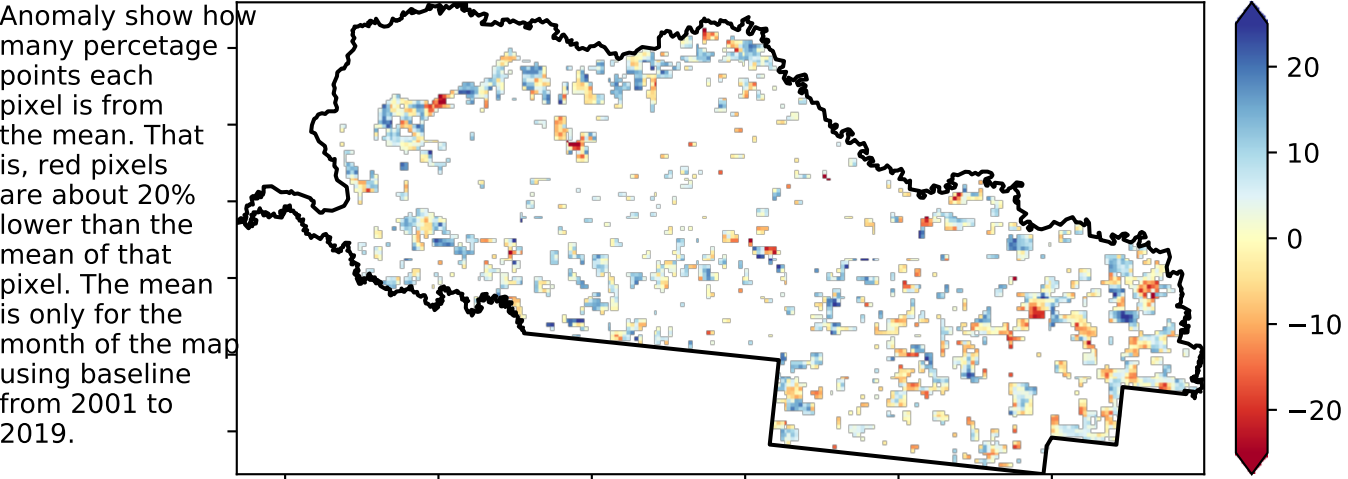 Anomaly show how
many percetage
points each
pixel is from
the mean. That
is, red pixels
are about 20%
lower than the
mean of that
pixel. The mean
is only for the
month of the map
using baseline
from 2001 to
2019.
20
10
0
−10
−20